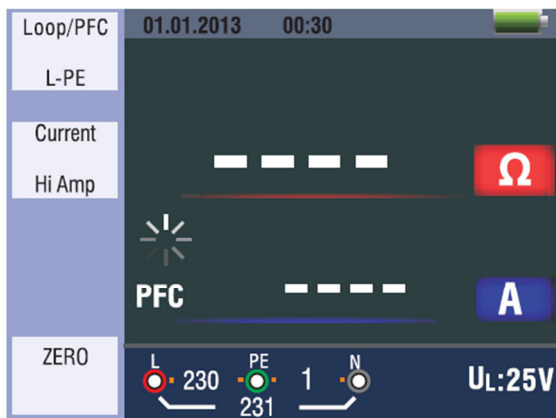 Loop/PFC
L-PE
Current
Hi Amp
ZERO
01.01.2013 00:30
---- Ω
PFC ---- A
L PE N
230 1
231
UL:25V